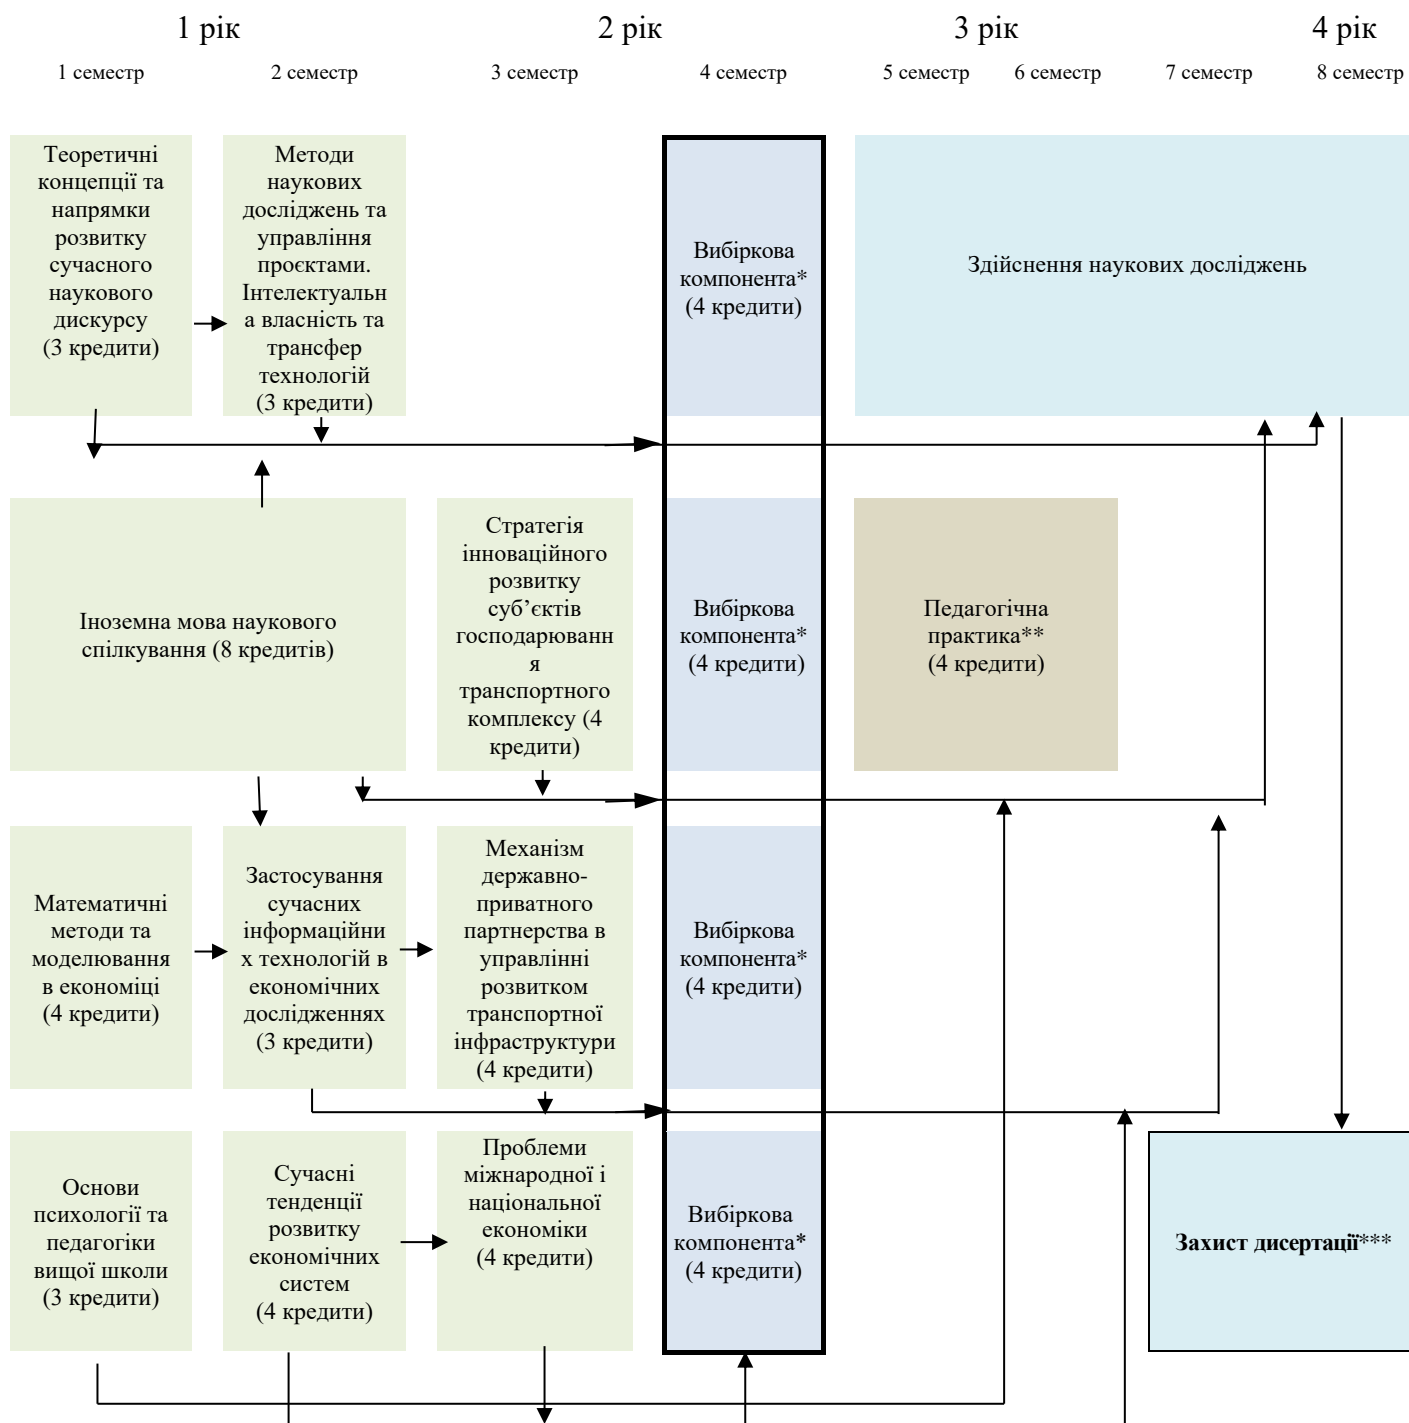 1 рік
2 рік
3 рік
4 рік
1 семестр
2 семестр
3 семестр
4 семестр
5 семестр
6 семестр
7 семестр
8 семестр
Теоретичні
концепції та
напрямки
розвитку
сучасного
наукового
дискурсу
(3 кредити)
Методи
наукових
досліджень та
управління
проєктами.
Інтелектуальн
а власність та
трансфер
технологій
(3 кредити)
Вибіркова
компонента*
(4 кредити)
Здійснення наукових досліджень
Іноземна мова наукового
спілкування (8 кредитів)
Стратегія
інноваційного
розвитку
суб’єктів
господарюванн
я
транспортного
комплексу (4
кредити)
Вибіркова
компонента*
(4 кредити)
Педагогічна
практика**
(4 кредити)
Математичні
методи та
моделювання
в економіці
(4 кредити)
Застосування
сучасних
інформаційни
х технологій в
економічних
дослідженнях
(3 кредити)
Механізм
державно-
приватного
партнерства в
управлінні
розвитком
транспортної
інфраструктури
(4 кредити)
Вибіркова
компонента*
(4 кредити)
Основи
психології та
педагогіки
вищої школи
(3 кредити)
Сучасні
тенденції
розвитку
економічних
систем
(4 кредити)
Проблеми
міжнародної і
національної
економіки
(4 кредити)
Вибіркова
компонента*
(4 кредити)
Захист дисертації***